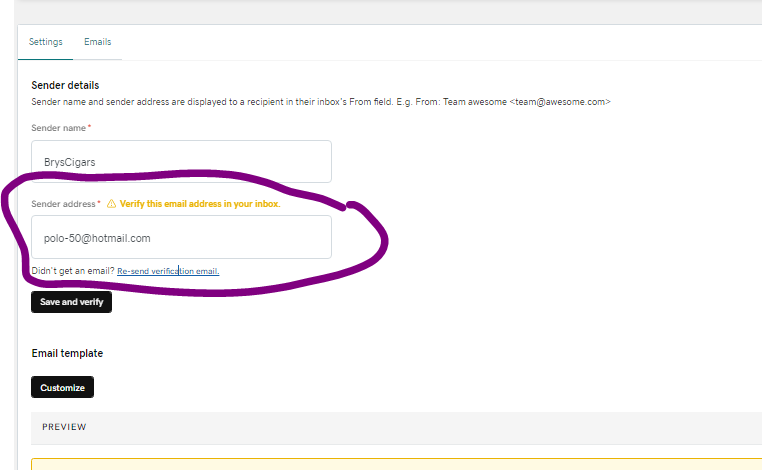 Settings Emails
Sender details
Sender name and sender address are displayed to a recipient in their inbox's From field. E.g. From: Team awesome <team@awesome.com>
Sender name*
BrysCigars
Sender address* Verify this email address in your inbox.
polo-50@hotmail.com
Didn't get an email? Re-send verification email.
Save and verify
Email template
Customize
PREVIEW